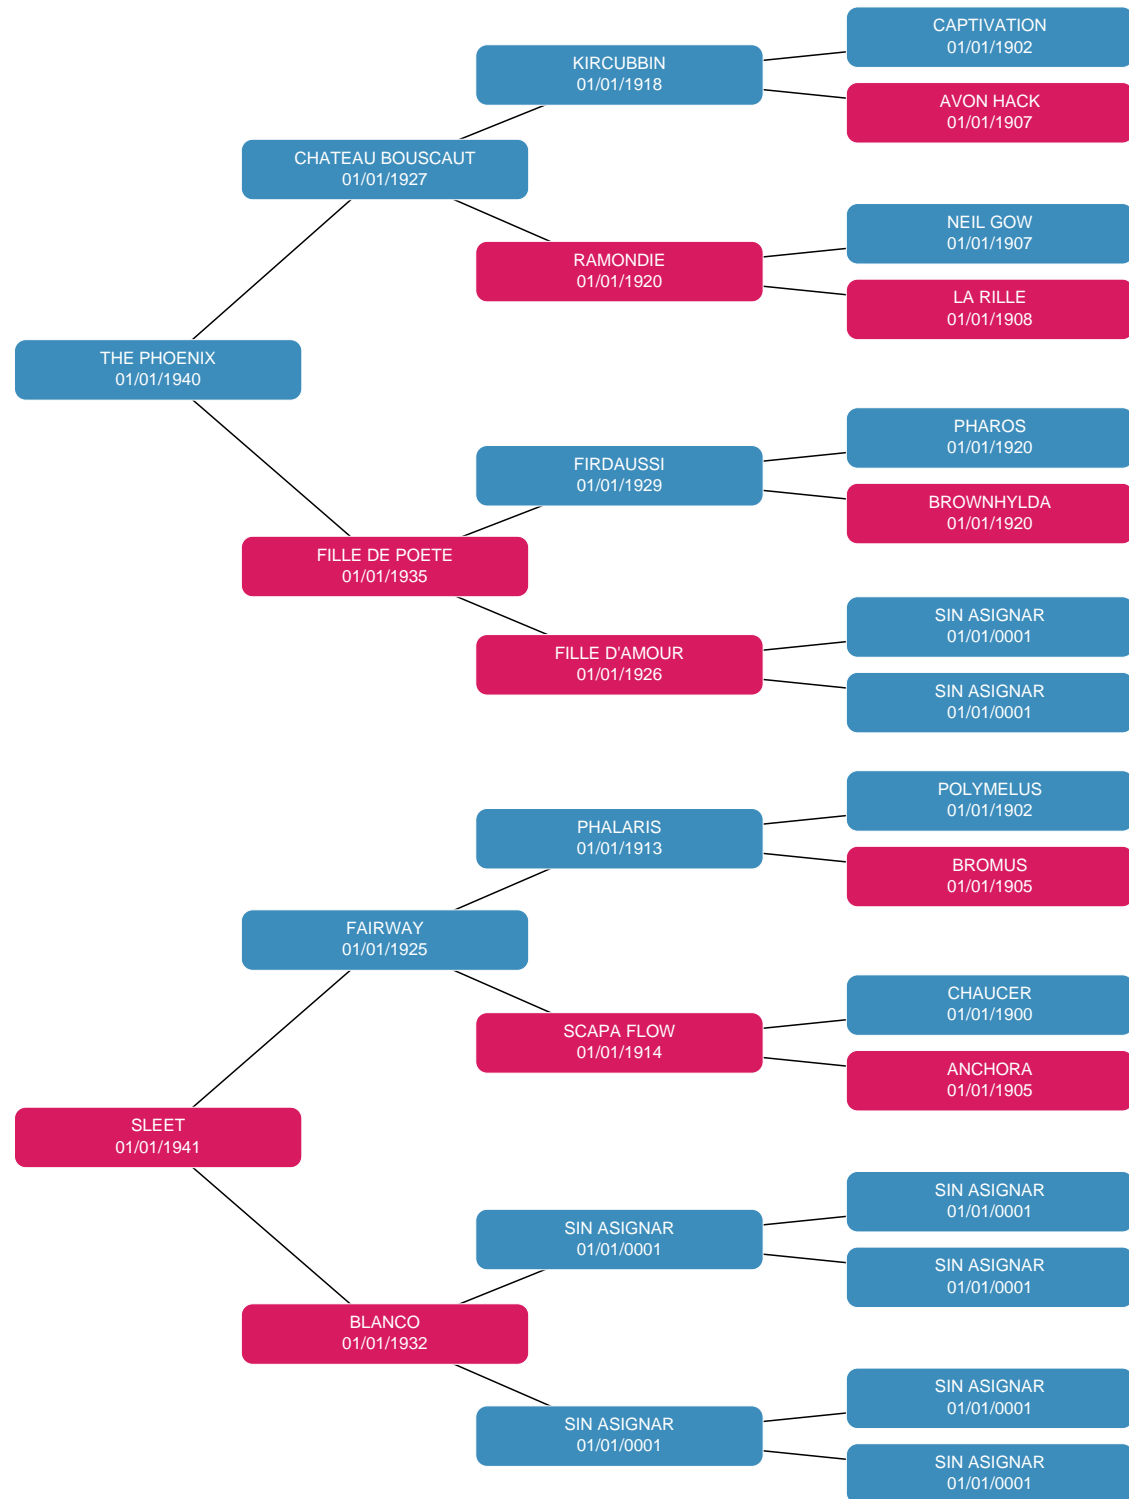 CAPTIVATION
01/01/1902
KIRCUBBIN
01/01/1918
AVON HACK
01/01/1907
CHATEAU BOUSCAUT
01/01/1927
NEIL GOW
01/01/1907
RAMONDIE
01/01/1920
LA RILLE
01/01/1908
THE PHOENIX
01/01/1940
PHAROS
01/01/1920
FIRDAUSSI
01/01/1929
BROWNHYLDA
01/01/1920
FILLE DE POETE
01/01/1935
SIN ASIGNAR
01/01/0001
FILLE D'AMOUR
01/01/1926
SIN ASIGNAR
01/01/0001
POLYMELUS
01/01/1902
PHALARIS
01/01/1913
BROMUS
01/01/1905
FAIRWAY
01/01/1925
CHAUCER
01/01/1900
SCAPA FLOW
01/01/1914
ANCHORA
01/01/1905
SLEET
01/01/1941
SIN ASIGNAR
01/01/0001
SIN ASIGNAR
01/01/0001
SIN ASIGNAR
01/01/0001
BLANCO
01/01/1932
SIN ASIGNAR
01/01/0001
SIN ASIGNAR
01/01/0001
SIN ASIGNAR
01/01/0001